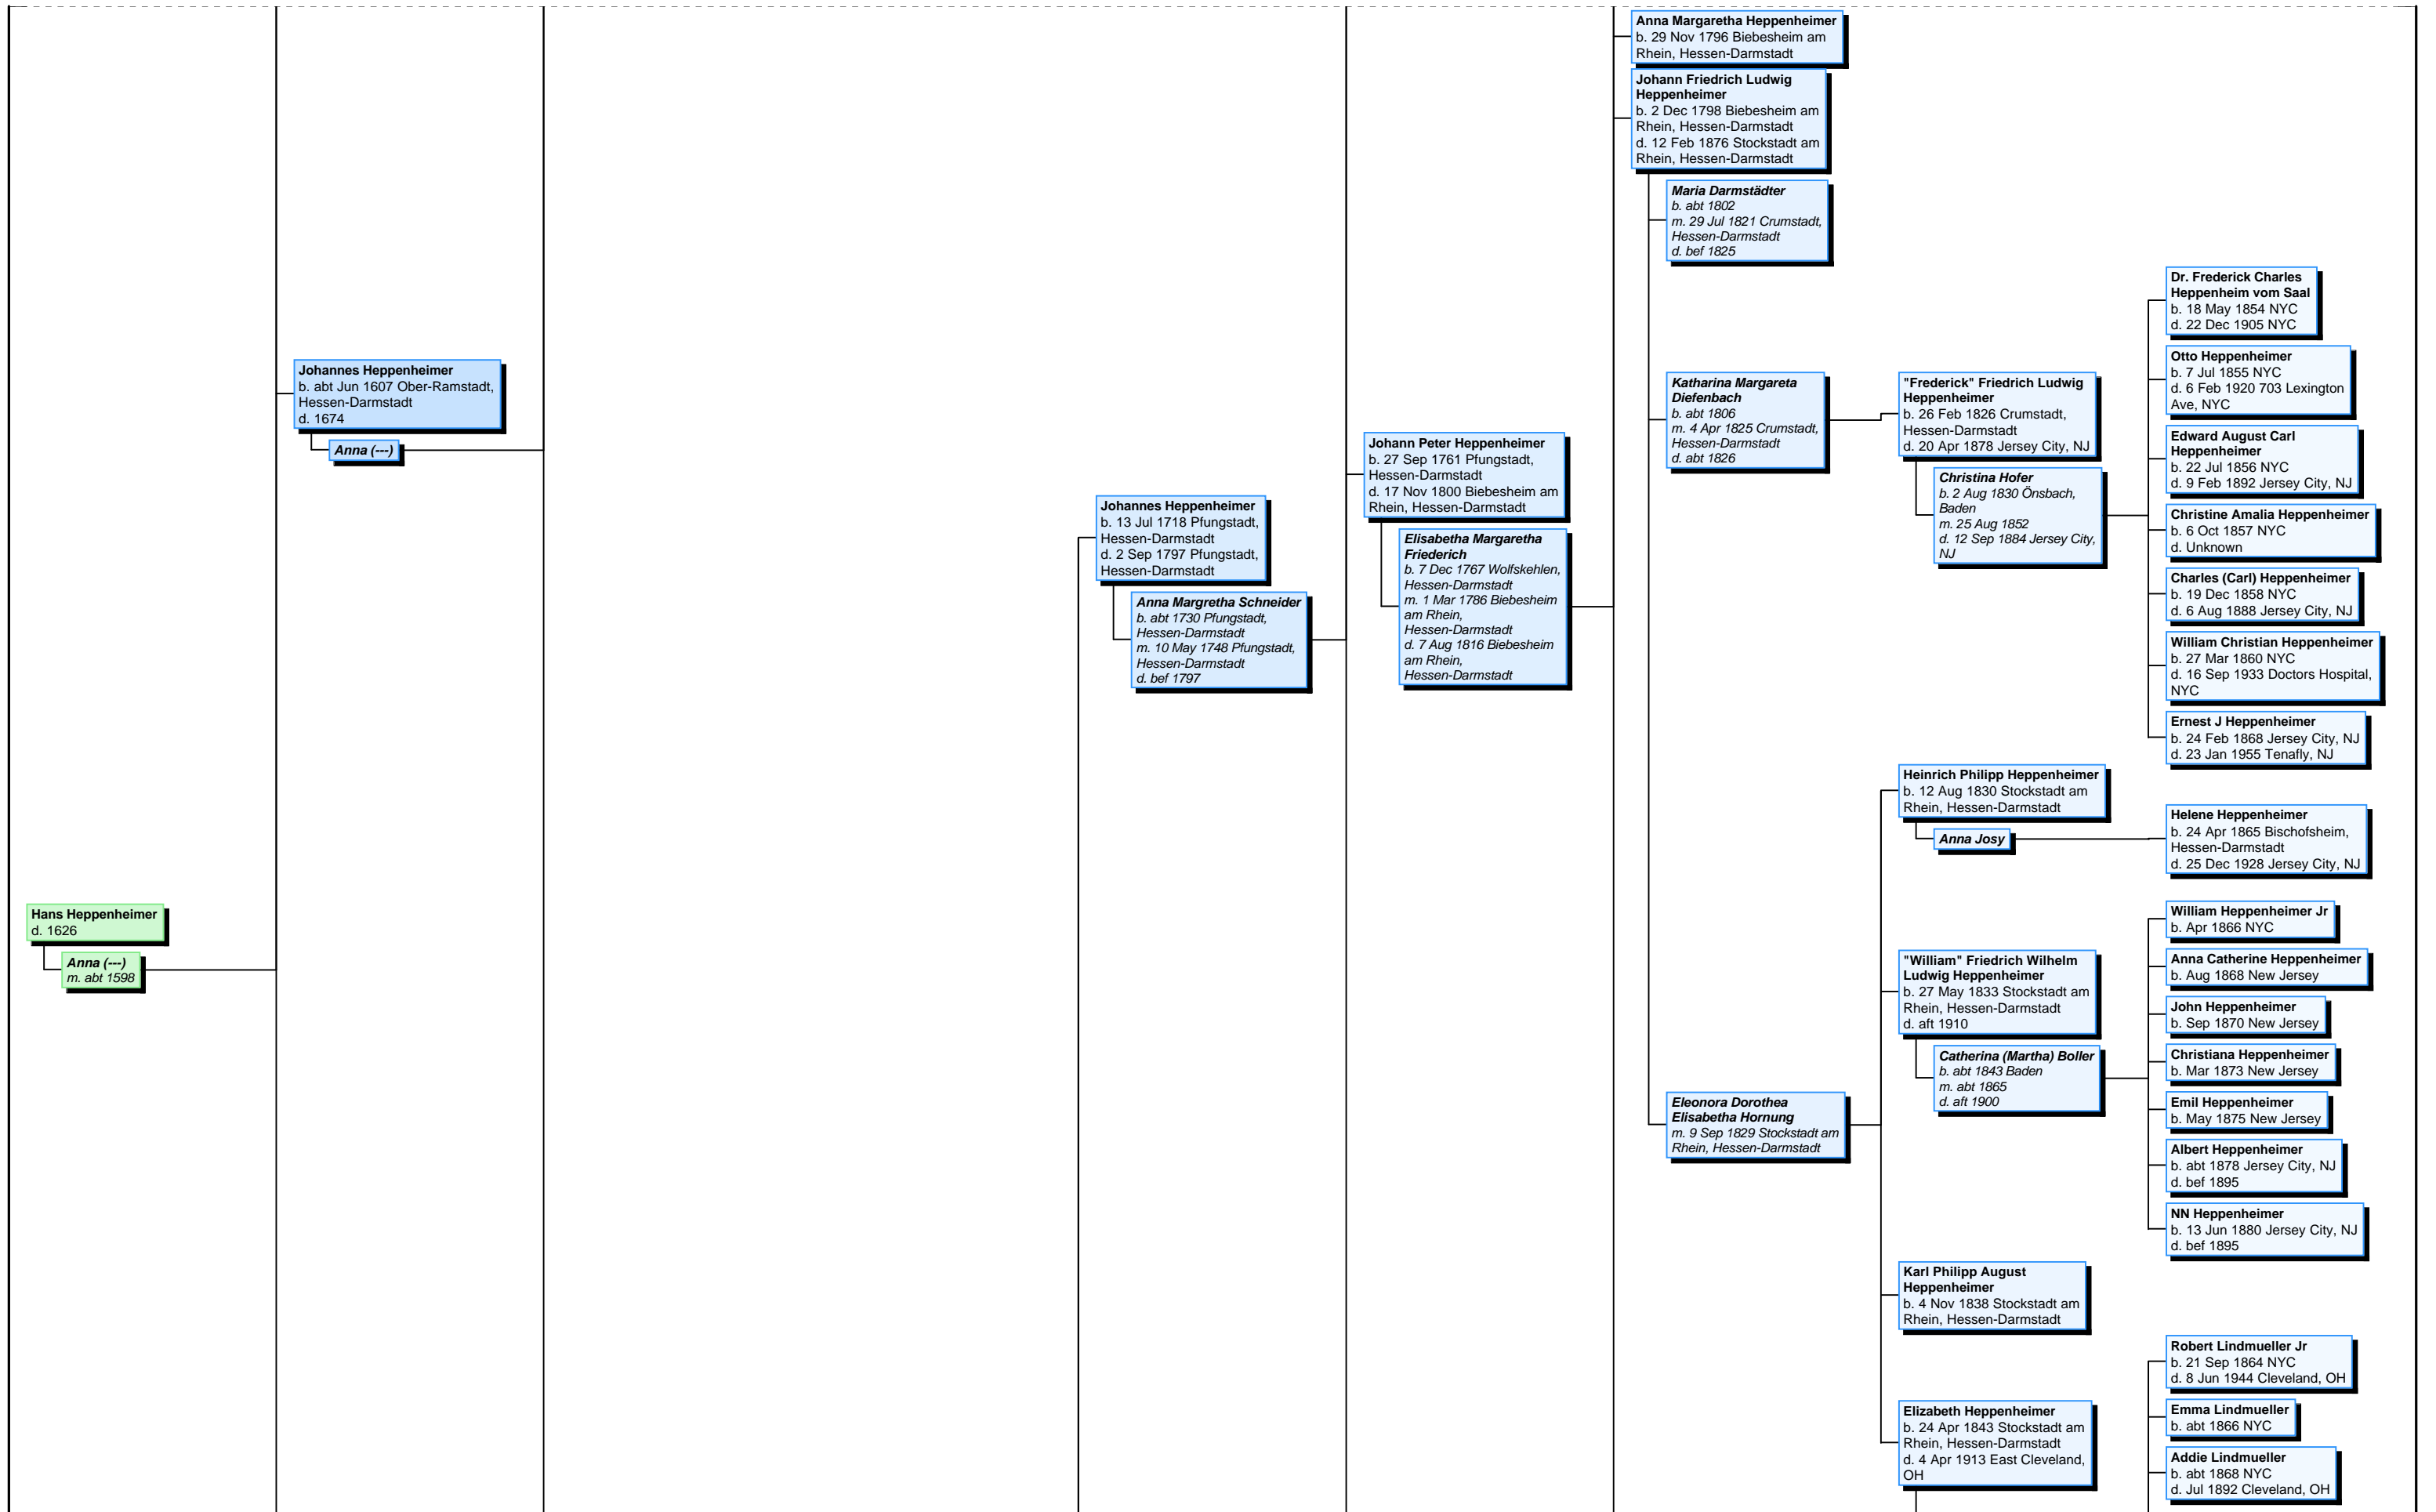 Anna Margaretha Heppenheimer
b. 29 Nov 1796 Biebesheim am
Rhein, Hessen-Darmstadt
Johann Friedrich Ludwig
Heppenheimer
b. 2 Dec 1798 Biebesheim am
Rhein, Hessen-Darmstadt
d. 12 Feb 1876 Stockstadt am
Rhein, Hessen-Darmstadt
Maria Darmstädter
b. abt 1802
m. 29 Jul 1821 Crumstadt,
Hessen-Darmstadt
d. bef 1825
Dr. Frederick Charles
Heppenheim vom Saal
b. 18 May 1854 NYC
d. 22 Dec 1905 NYC
Otto Heppenheimer
b. 7 Jul 1855 NYC
d. 6 Feb 1920 703 Lexington
Ave, NYC
Johannes Heppenheimer
b. abt Jun 1607 Ober-Ramstadt,
Hessen-Darmstadt
d. 1674
Anna (---)
Katharina Margareta
Diefenbach
b. abt 1806
m. 4 Apr 1825 Crumstadt,
Hessen-Darmstadt
d. abt 1826
"Frederick" Friedrich Ludwig
Heppenheimer
b. 26 Feb 1826 Crumstadt,
Hessen-Darmstadt
d. 20 Apr 1878 Jersey City, NJ
Edward August Carl
Heppenheimer
b. 22 Jul 1856 NYC
d. 9 Feb 1892 Jersey City, NJ
Johann Peter Heppenheimer
b. 27 Sep 1761 Pfungstadt,
Hessen-Darmstadt
d. 17 Nov 1800 Biebesheim am
Rhein, Hessen-Darmstadt
Christina Hofer
b. 2 Aug 1830 Önsbach,
Baden
m. 25 Aug 1852
d. 12 Sep 1884 Jersey City,
NJ
Christine Amalia Heppenheimer
b. 6 Oct 1857 NYC
d. Unknown
Johannes Heppenheimer
b. 13 Jul 1718 Pfungstadt,
Hessen-Darmstadt
d. 2 Sep 1797 Pfungstadt,
Hessen-Darmstadt
Elisabetha Margaretha
Friederich
b. 7 Dec 1767 Wolfskehlen,
Hessen-Darmstadt
m. 1 Mar 1786 Biebesheim
am Rhein,
Hessen-Darmstadt
d. 7 Aug 1816 Biebesheim
am Rhein,
Hessen-Darmstadt
Charles (Carl) Heppenheimer
b. 19 Dec 1858 NYC
d. 6 Aug 1888 Jersey City, NJ
Anna Margretha Schneider
b. abt 1730 Pfungstadt,
Hessen-Darmstadt
m. 10 May 1748 Pfungstadt,
Hessen-Darmstadt
d. bef 1797
William Christian Heppenheimer
b. 27 Mar 1860 NYC
d. 16 Sep 1933 Doctors Hospital,
NYC
Ernest J Heppenheimer
b. 24 Feb 1868 Jersey City, NJ
d. 23 Jan 1955 Tenafly, NJ
Heinrich Philipp Heppenheimer
b. 12 Aug 1830 Stockstadt am
Rhein, Hessen-Darmstadt
Anna Josy
Helene Heppenheimer
b. 24 Apr 1865 Bischofsheim,
Hessen-Darmstadt
d. 25 Dec 1928 Jersey City, NJ
Hans Heppenheimer
d. 1626
Anna (---)
m. abt 1598
William Heppenheimer Jr
b. Apr 1866 NYC
"William" Friedrich Wilhelm
Ludwig Heppenheimer
b. 27 May 1833 Stockstadt am
Rhein, Hessen-Darmstadt
d. aft 1910
Anna Catherine Heppenheimer
b. Aug 1868 New Jersey
John Heppenheimer
b. Sep 1870 New Jersey
Catherina (Martha) Boller
b. abt 1843 Baden
m. abt 1865
d. aft 1900
Christiana Heppenheimer
b. Mar 1873 New Jersey
Eleonora Dorothea
Elisabetha Hornung
m. 9 Sep 1829 Stockstadt am
Rhein, Hessen-Darmstadt
Emil Heppenheimer
b. May 1875 New Jersey
Albert Heppenheimer
b. abt 1878 Jersey City, NJ
d. bef 1895
NN Heppenheimer
b. 13 Jun 1880 Jersey City, NJ
d. bef 1895
Karl Philipp August
Heppenheimer
b. 4 Nov 1838 Stockstadt am
Rhein, Hessen-Darmstadt
Robert Lindmueller Jr
b. 21 Sep 1864 NYC
d. 8 Jun 1944 Cleveland, OH
Elizabeth Heppenheimer
b. 24 Apr 1843 Stockstadt am
Rhein, Hessen-Darmstadt
d. 4 Apr 1913 East Cleveland,
OH
Emma Lindmueller
b. abt 1866 NYC
Addie Lindmueller
b. abt 1868 NYC
d. Jul 1892 Cleveland, OH